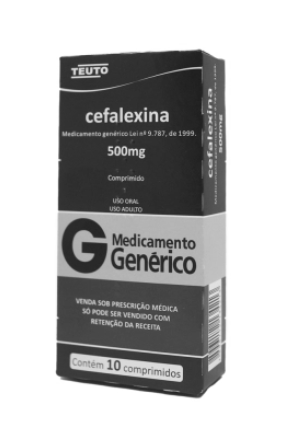 TEUTO
cefalexina
Medicamento genérico Lei nº 9.787, de 1999.
500mg
Comprimido
USO ORAL
USO ADULTO
G Medicamento
Genérico
VENDA SOB PRESCRIÇÃO MÉDICA
SÓ PODE SER VENDIDO COM
RETENÇÃO DA RECEITA
Contém 10 comprimidos
cefalexina